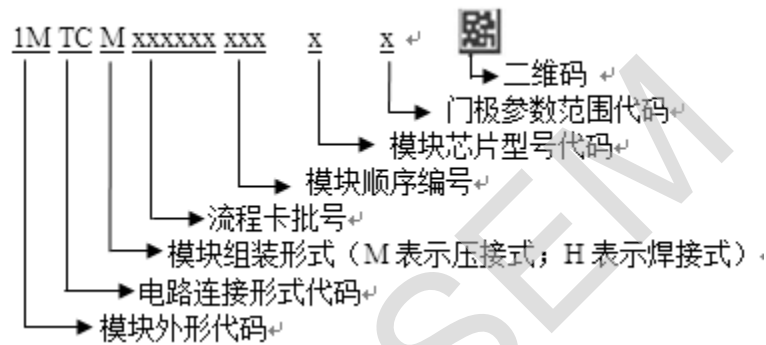 1M TC M xxxxxx xxx x x
二维码
门极参数范围代码
模块芯片型号代码
模块顺序编号
流程卡批号
模块组装形式（M 表示压接式；H 表示焊接式）
电路连接形式代码
模块外形代码
SEM